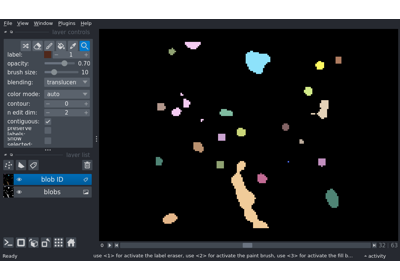 File View Window Plugins Help
layer controls
label: 1
opacity: 0.70
brush size: 10
blending: translucen
color mode: auto
contour: 0
n edit dim: 2
contiguous:
preserve labels:
show selected:
layer list
blob ID
blobs
32 63
Ready use <1> for activate the label eraser, use <2> for activate the paint brush, use <3> for activate the fill b... activity